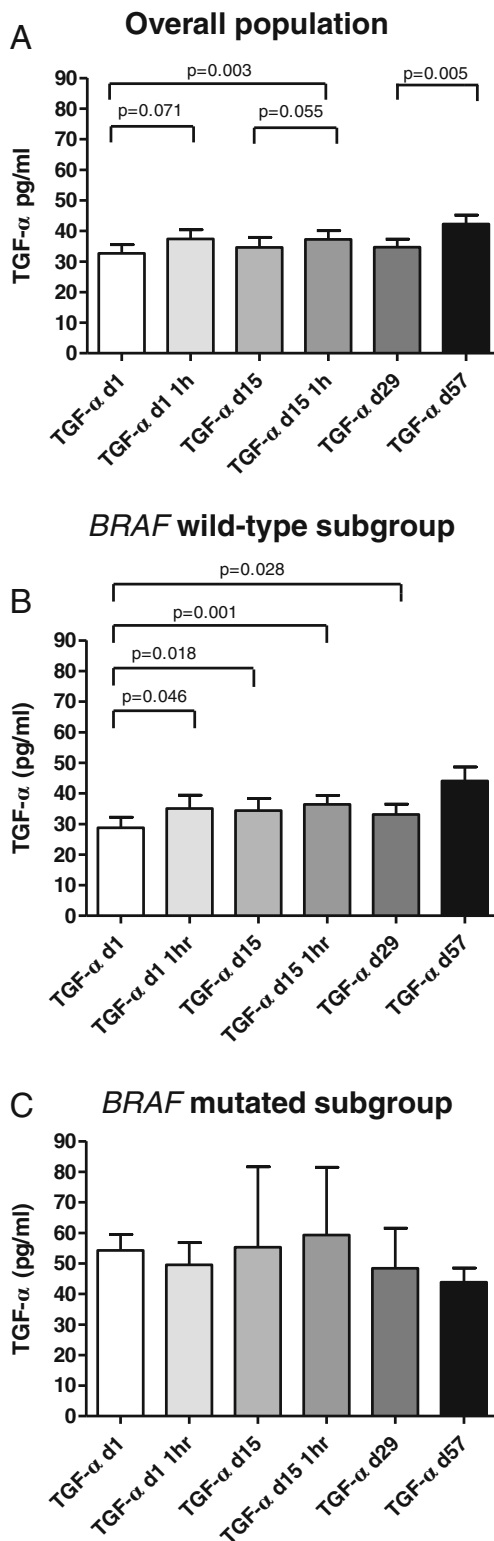 A
Overall population
p=0.003
p=0.005
p=0.071
p=0.055
TGF-α pg/ml
90
80
70
60
50
40
30
20
10
0
TGF-α d1
TGF-α d1 1h
TGF-α d15
TGF-α d15 1h
TGF-α d29
TGF-α d57
BRAF wild-type subgroup
B
p=0.028
p=0.001
p=0.018
p=0.046
TGF-α (pg/ml)
90
80
70
60
50
40
30
20
10
0
TGF-α d1
TGF-α d1 1hr
TGF-α d15
TGF-α d15 1hr
TGF-α d29
TGF-α d57
C
BRAF mutated subgroup
TGF-α (pg/ml)
90
80
70
60
50
40
30
20
10
0
TGF-α d1
TGF-α d1 1hr
TGF-α d15
TGF-α d15 1hr
TGF-α d29
TGF-α d57